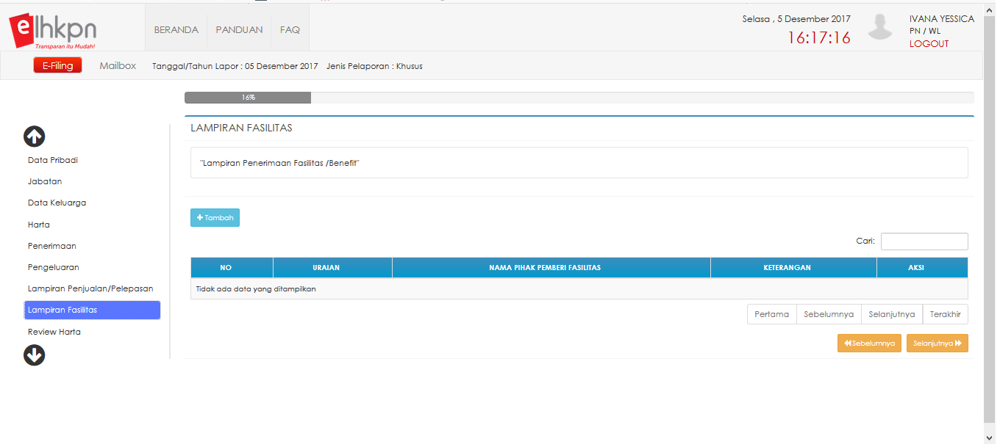 elhkpn
Transparan itu Mudah!
BERANDA PANDUAN FAQ
Selasa , 5 Desember 2017
16:17:16
IVANA YESSICA
PN / WL
LOGOUT
E-Filing Mailbox Tanggal/Tahun Lapor : 05 Desember 2017 Jenis Pelaporan : Khusus
16%
Data Pribadi
Jabatan
Data Keluarga
Harta
Penerimaan
Pengeluaran
Lampiran Penjualan/Pelepasan
Lampiran Fasilitas
Review Harta
LAMPIRAN FASILITAS
"Lampiran Penerimaan Fasilitas /Benefit"
Tambah
Cari:
NO URAIAN NAMA PIHAK PEMBERI FASILITAS KETERANGAN AKSI
Tidak ada data yang ditampilkan
Pertama Sebelumnya Selanjutnya Terakhir
Sebelumnya Selanjutnya